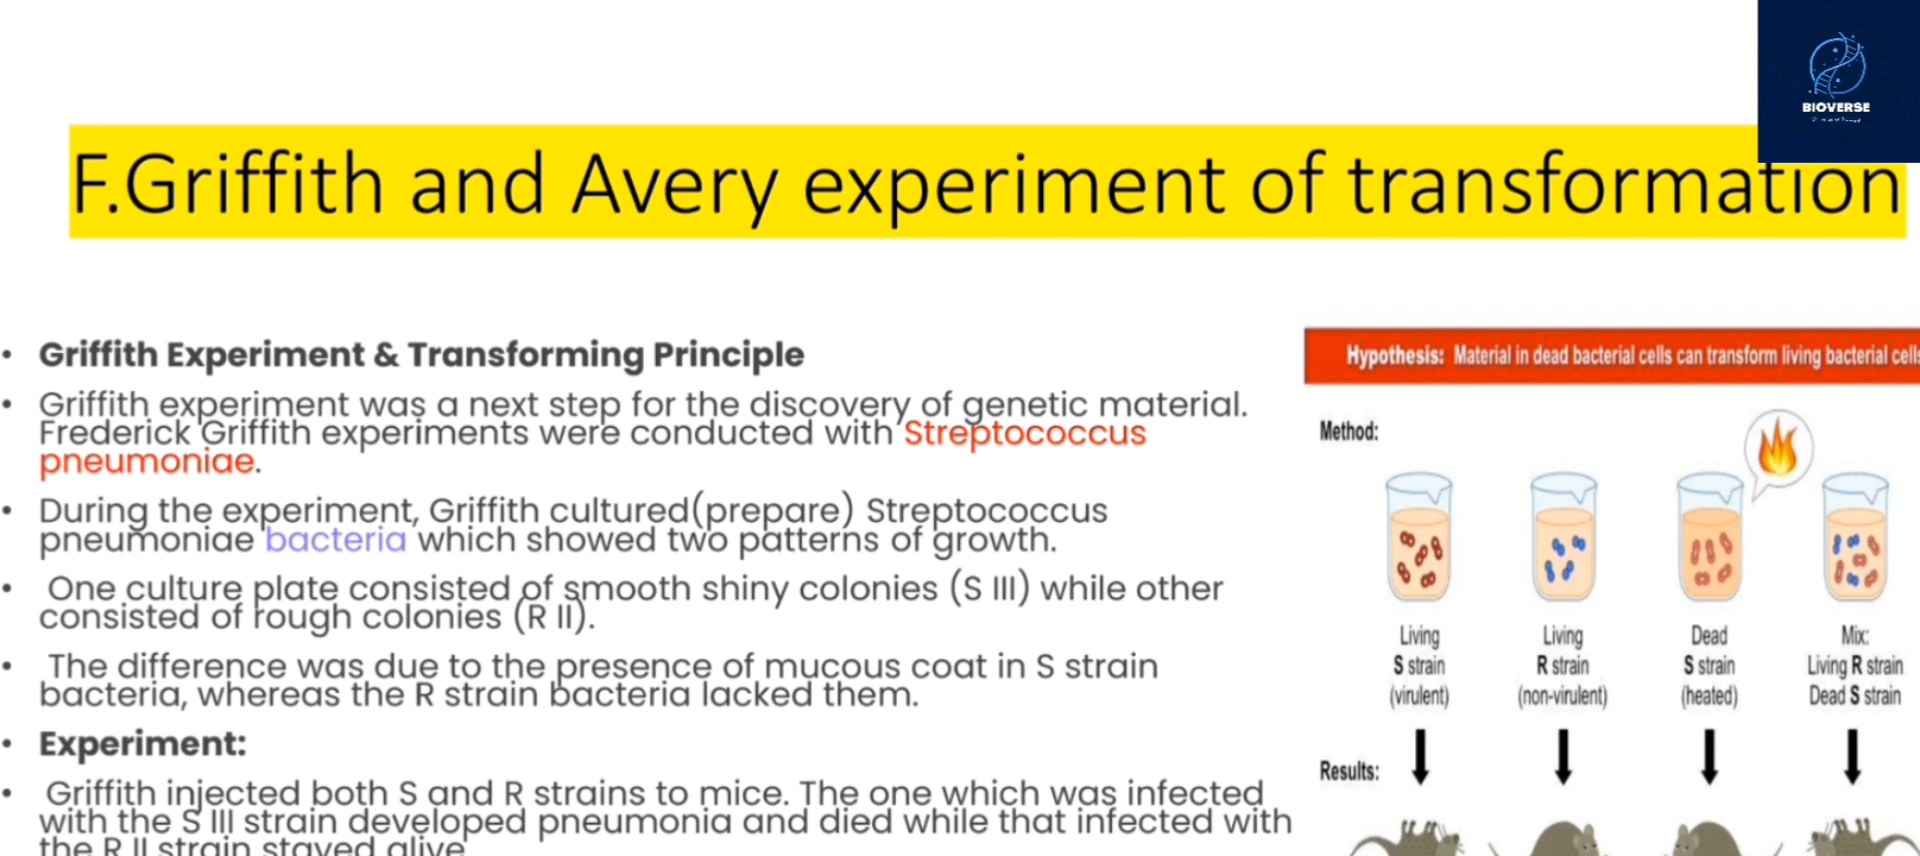 BIOVERSE
F.Griffith and Avery experiment of transformation
• Griffith Experiment & Transforming Principle
• Griffith experiment was a next step for the discovery of genetic material.
Frederick Griffith experiments were conducted with Streptococcus
pneumoniae.
• During the experiment, Griffith cultured(prepare) Streptococcus
pneumoniae bacteria which showed two patterns of growth.
• One culture plate consisted of smooth shiny colonies (S III) while other
consisted of rough colonies (R II).
• The difference was due to the presence of mucous coat in S strain
bacteria, whereas the R strain bacteria lacked them.
• Experiment:
• Griffith injected both S and R strains to mice. The one which was infected
with the S III strain developed pneumonia and died while that infected with
the R II strain stayed alive
Hypothesis: Material in dead bacterial cells can transform living bacterial cells
Method:
Living
S strain
(virulent)
Living
R strain
(non-virulent)
Dead
S strain
(heated)
Mix:
Living R strain
Dead S strain
Results: